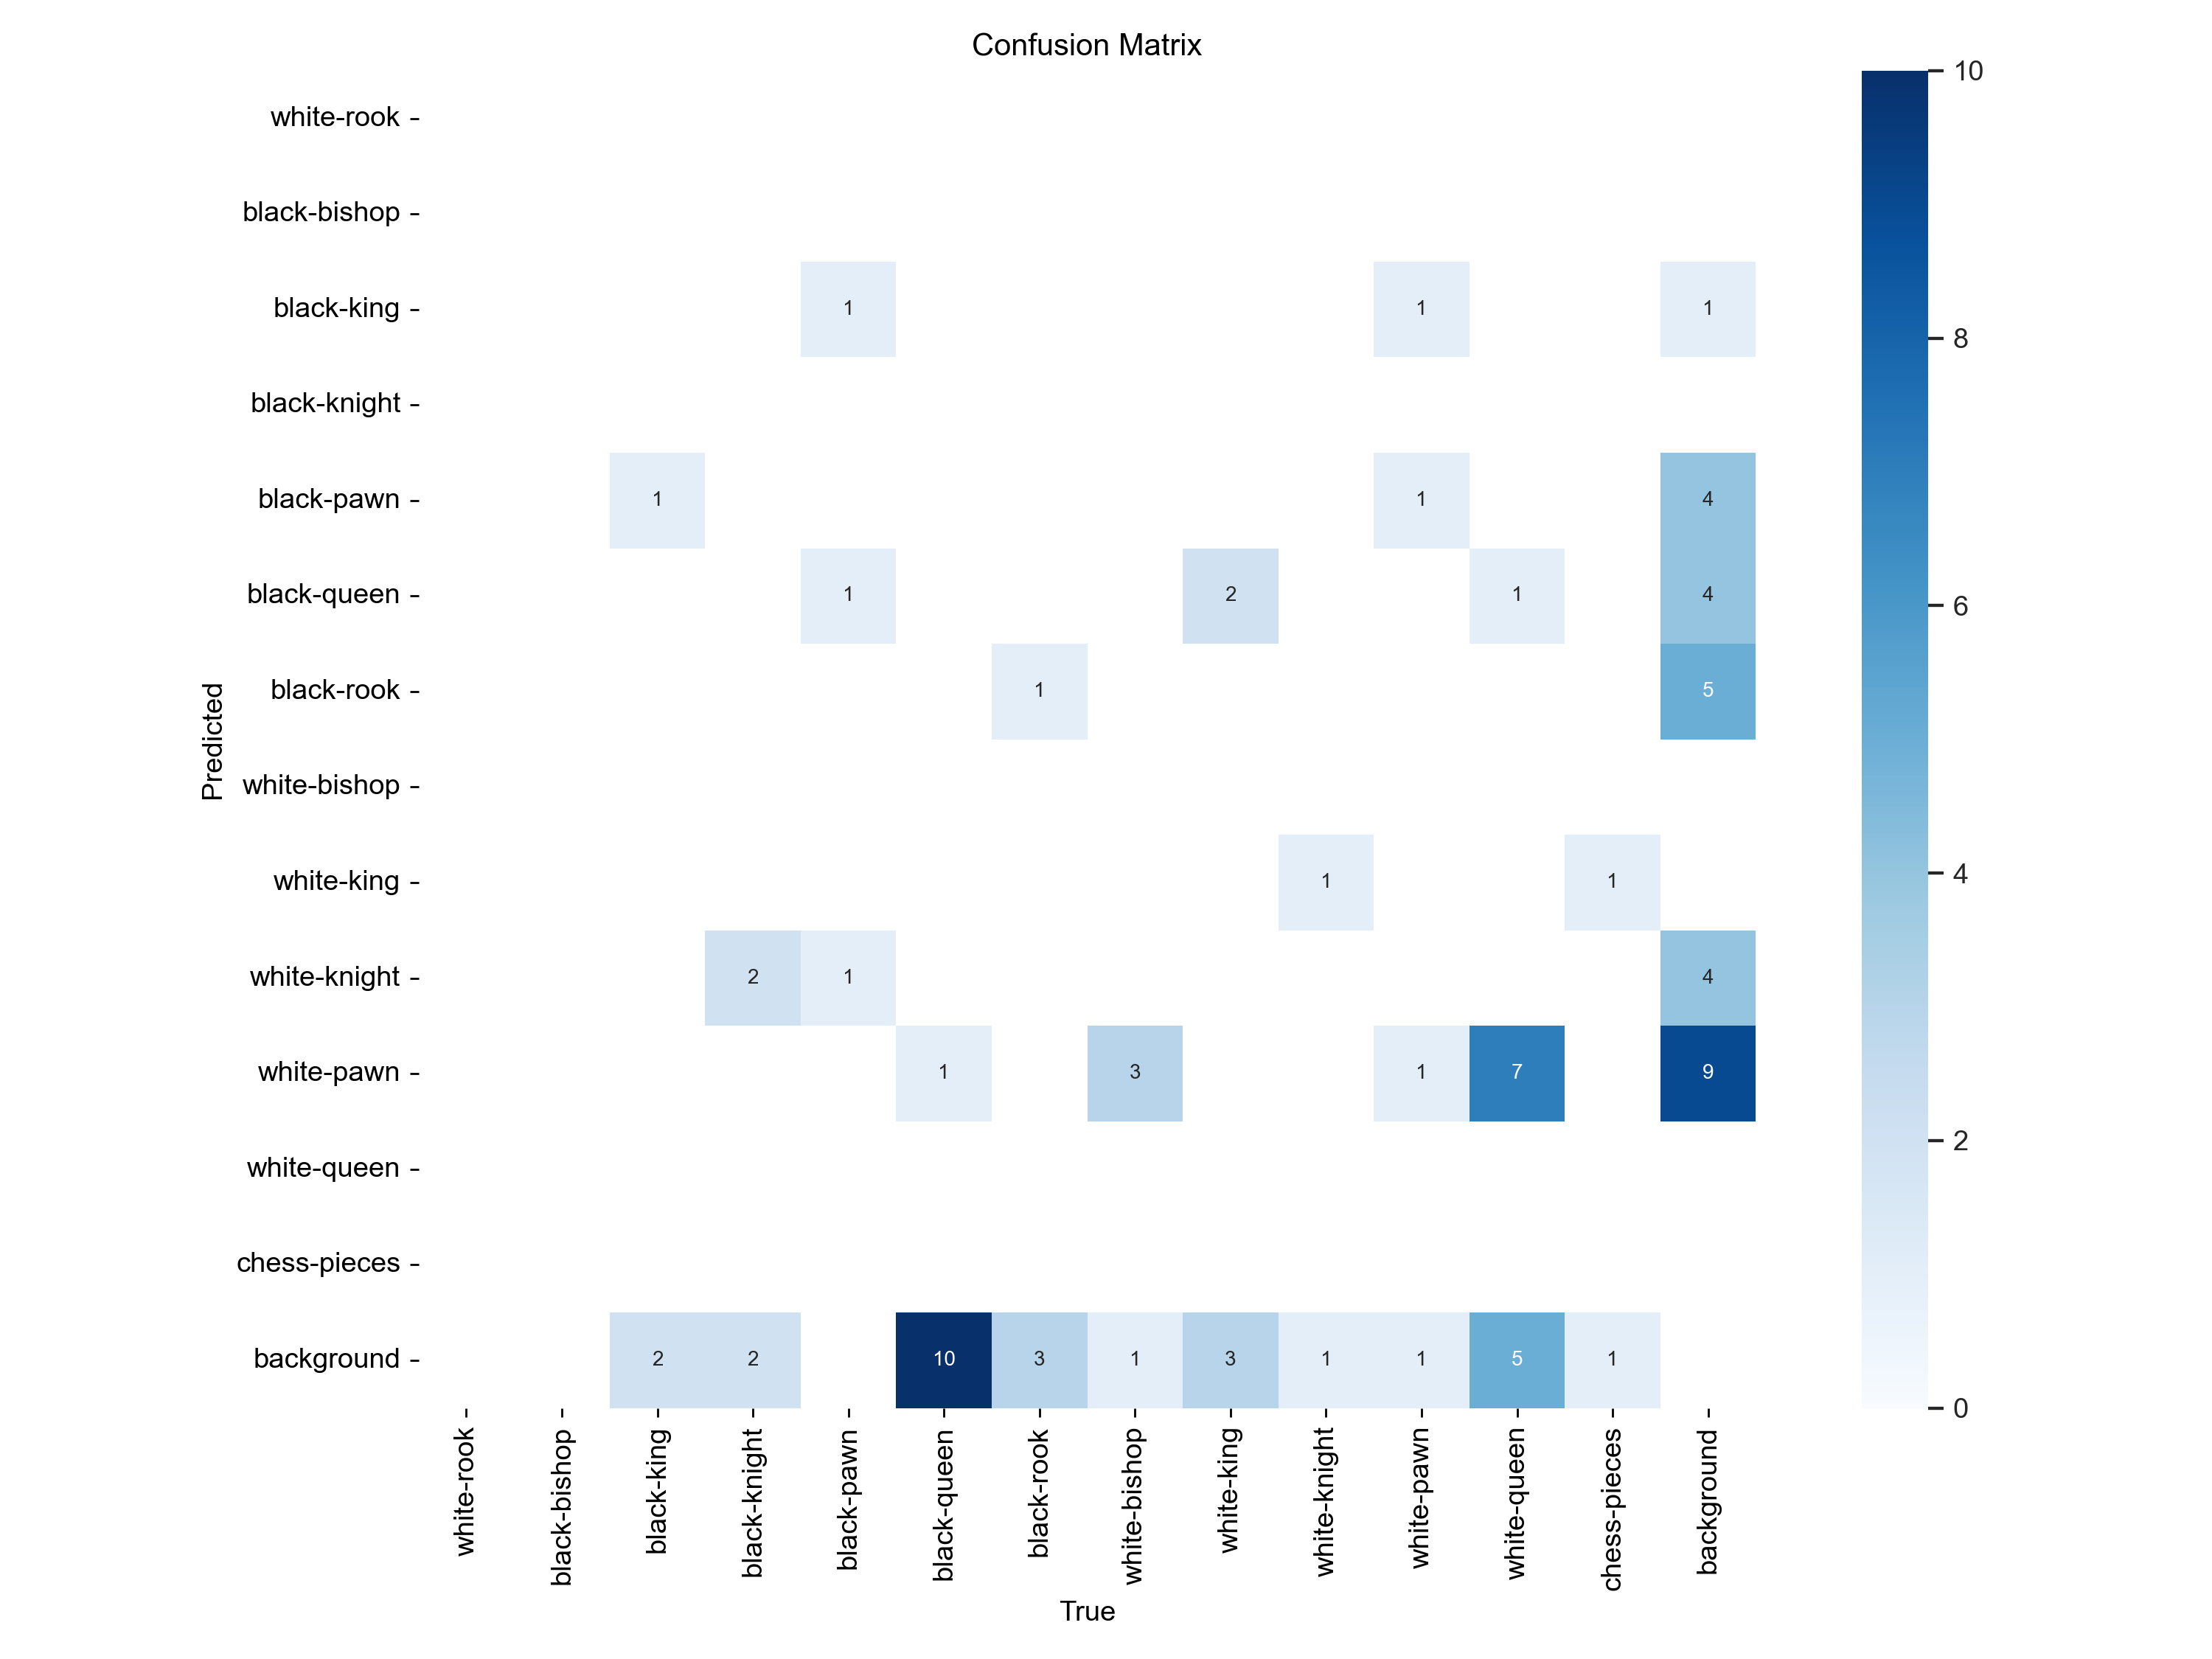 Confusion Matrix
white-rook
black-bishop
black-king 1 1 1
black-knight
black-pawn 1 1 4
black-queen 1 2 1 4
black-rook 1 5
white-bishop
white-king 1 1
white-knight 2 1 4
white-pawn 1 3 1 7 9
white-queen
chess-pieces
background 2 2 10 3 1 3 1 1 5 1
Predicted
white-rook
black-bishop
black-king
black-knight
black-pawn
black-queen
black-rook
white-bishop
white-king
white-knight
white-pawn
white-queen
chess-pieces
background
True
10
8
6
4
2
0